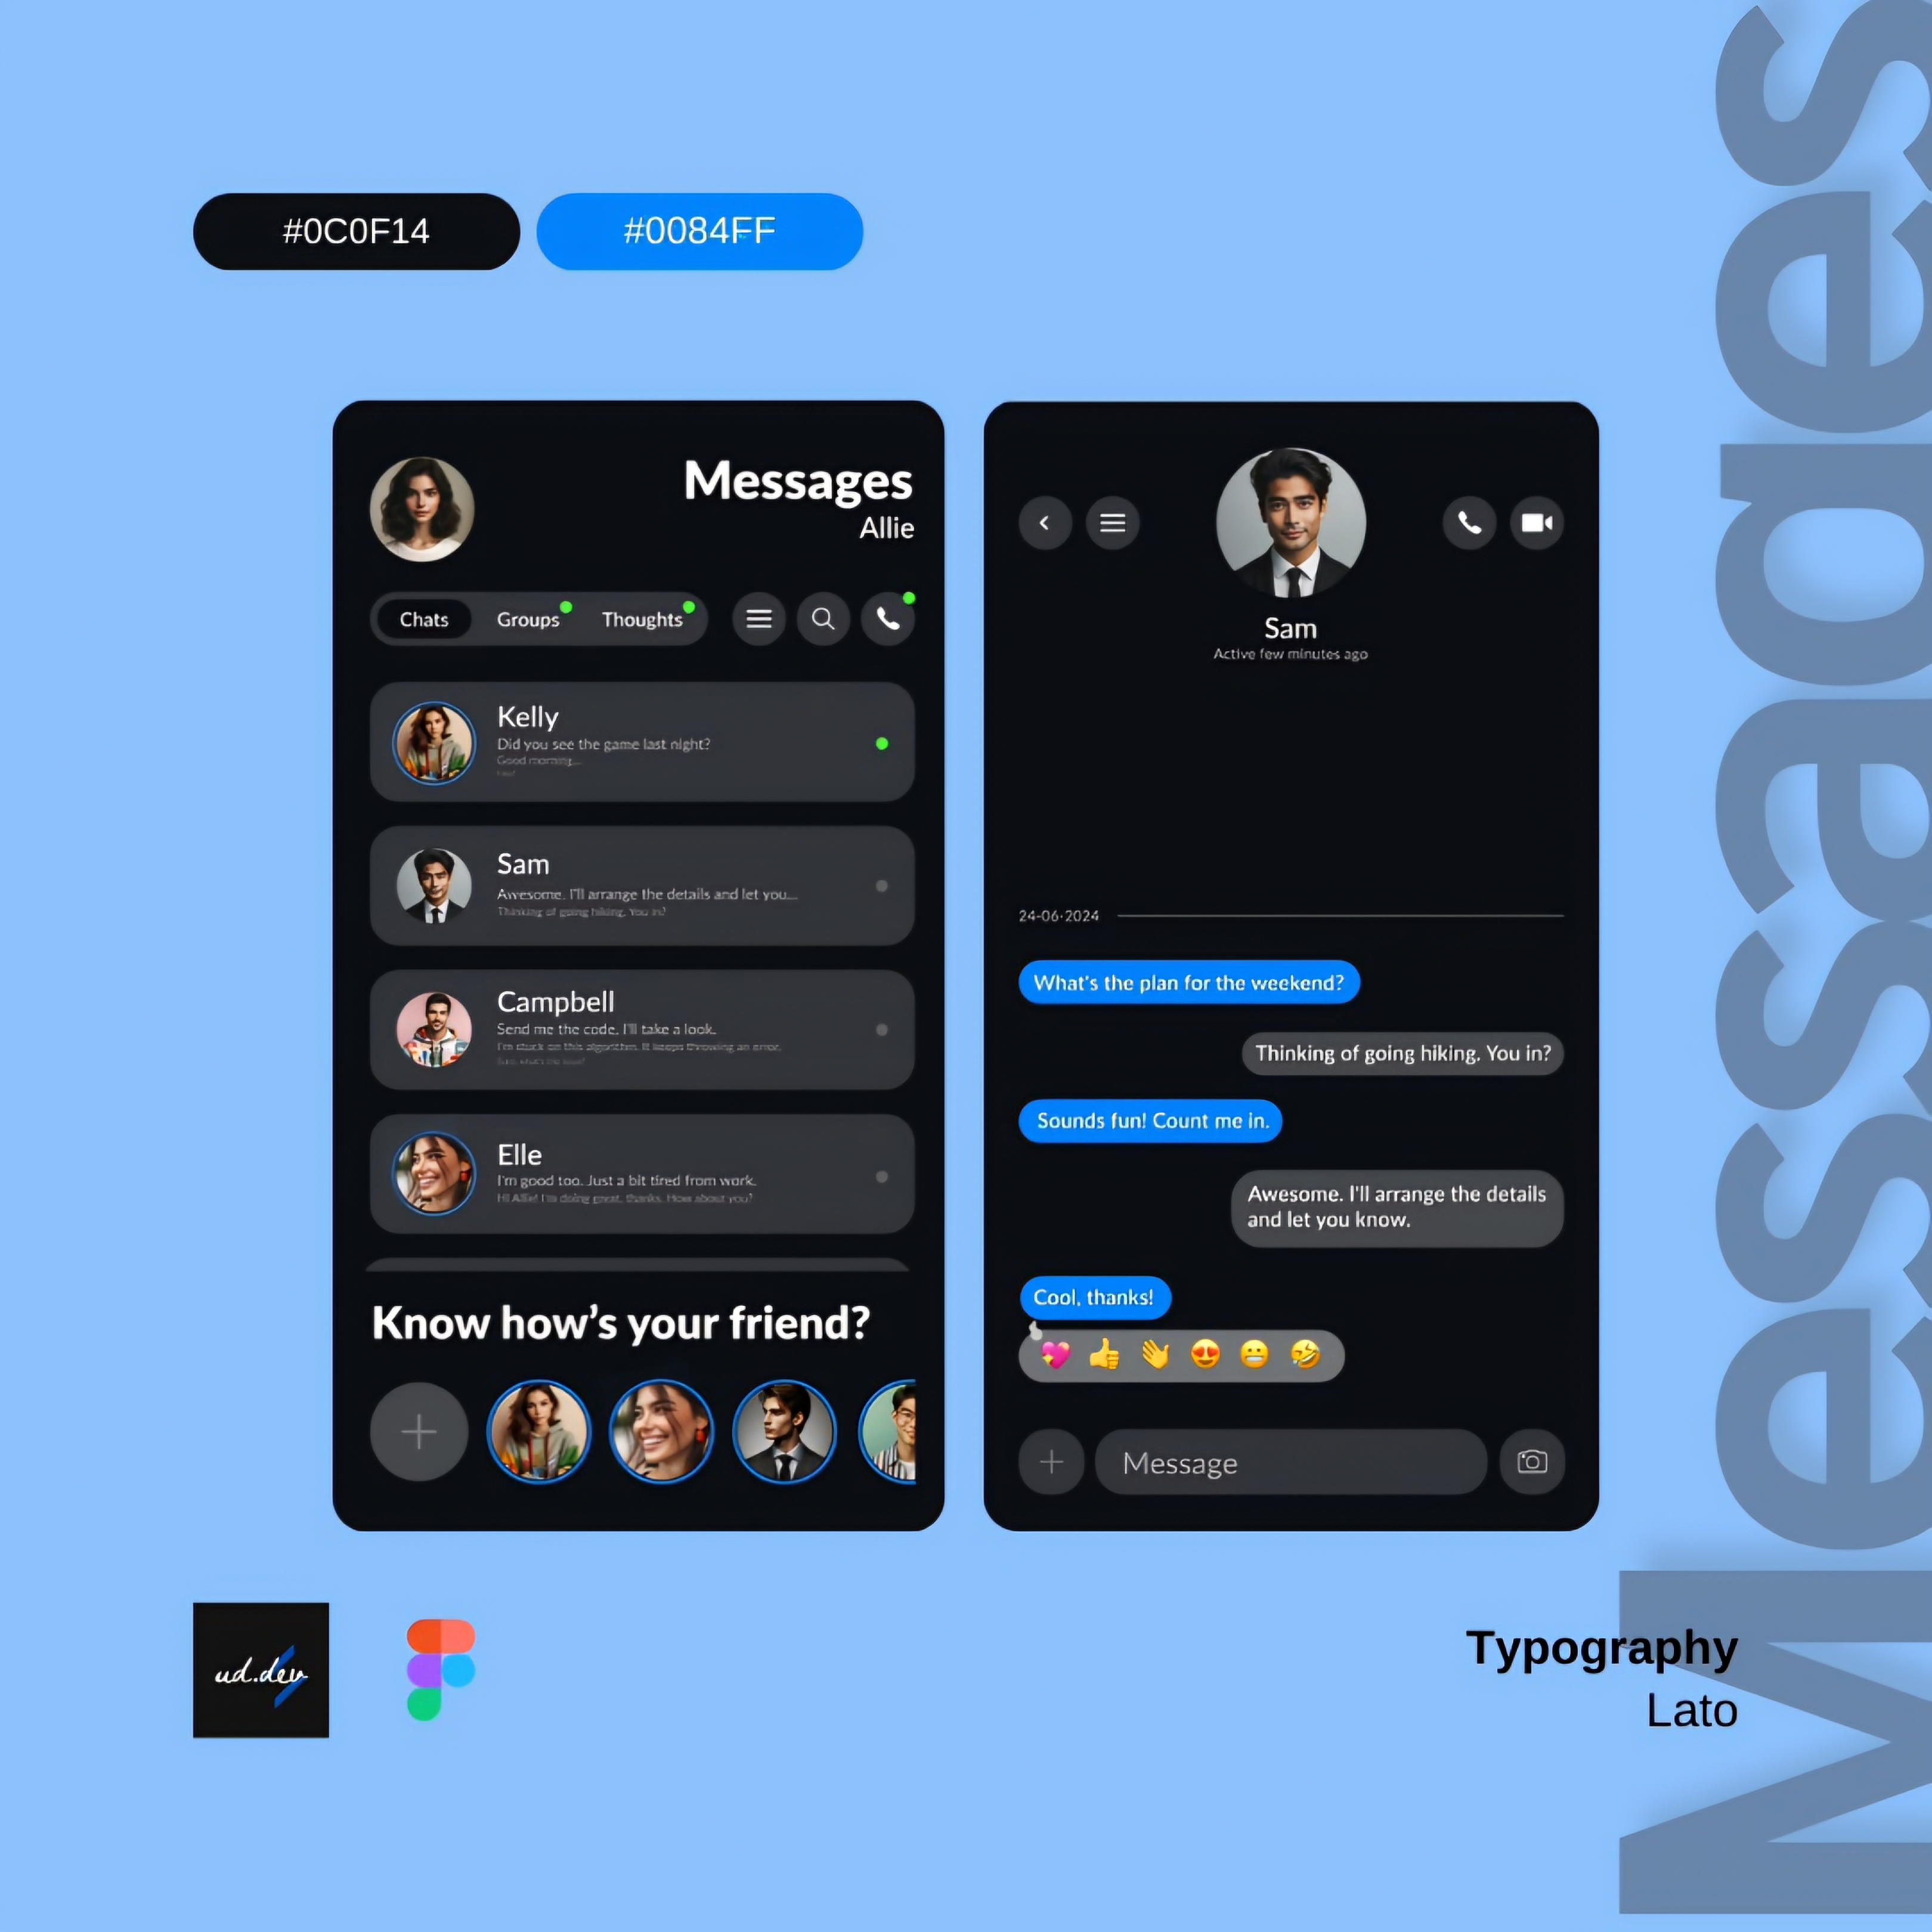 #0C0F14
#0084FF
Messages
Messages
Allie
Chats
Groups
Thoughts
Kelly
Did you see the game last night?
Good morning...
Sam
Awesome. I'll arrange the details and let you...
Thinking of going hiking. You in?
Campbell
Send me the code. I'll take a look.
I'm stuck on this algorithm. It keeps throwing an error.
Elle
I'm good too. Just a bit tired from work.
Hi Allie! I'm doing great, thanks. How about you?
Know how's your friend?
Sam
Active few minutes ago
24-06-2024
What's the plan for the weekend?
Thinking of going hiking. You in?
Sounds fun! Count me in.
Awesome. I'll arrange the details
and let you know.
Cool, thanks!
Message
ud.dev
Typography
Lato